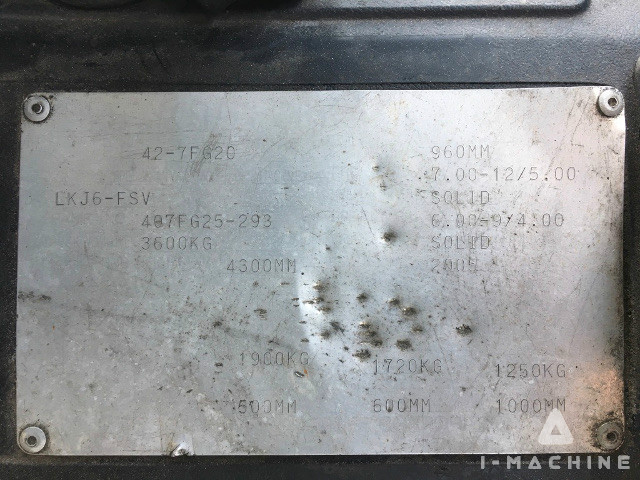 42-7FG20 960MM
7.00-12/5.00
LKJ6-FSV SOLID
407FG25-293 6.00-9/4.00
3600KG SOLID
4300MM 2005
1900KG 1720KG 1250KG
500MM 600MM 1000MM
I-MACHINE